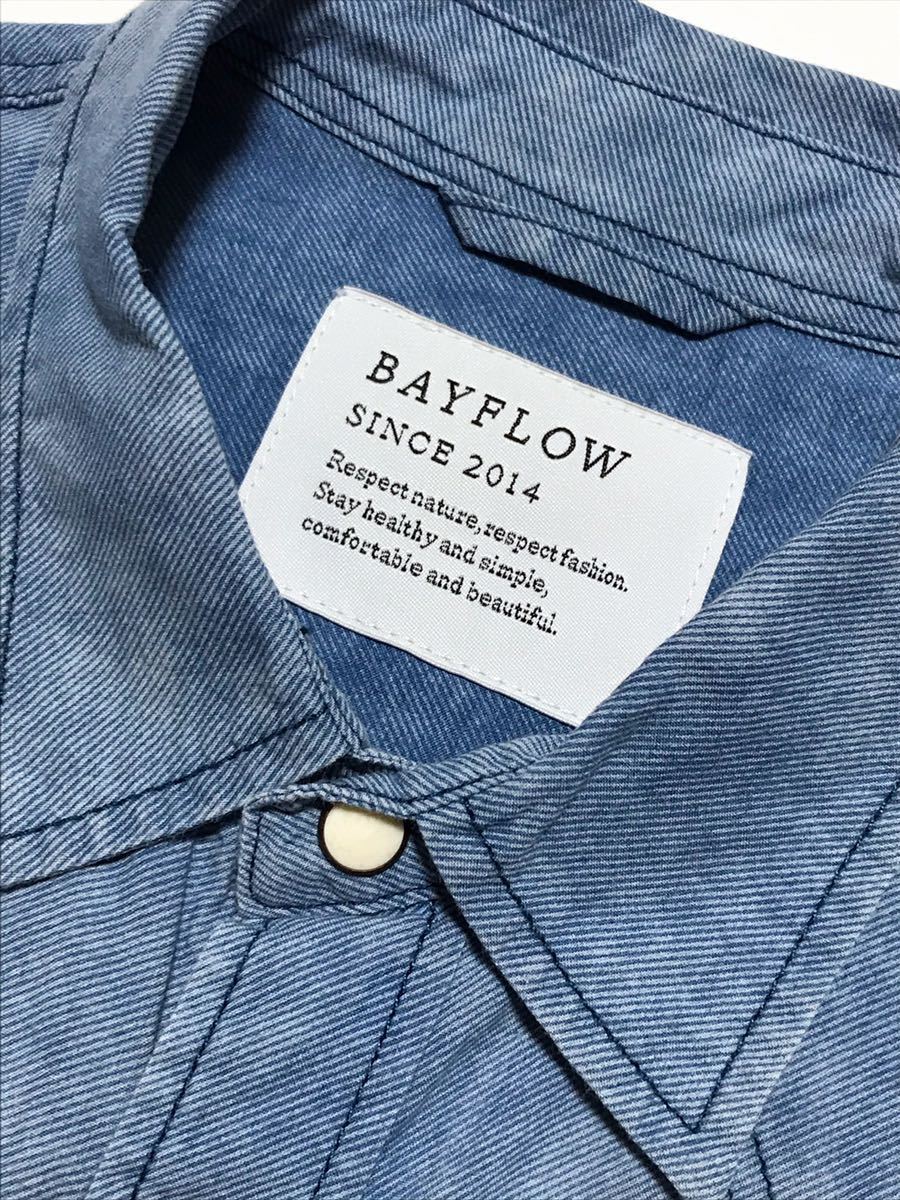 BAYFLOW
SINCE 2014
Respect nature, respect fashion.
Stay healthy and simple,
comfortable and beautiful.